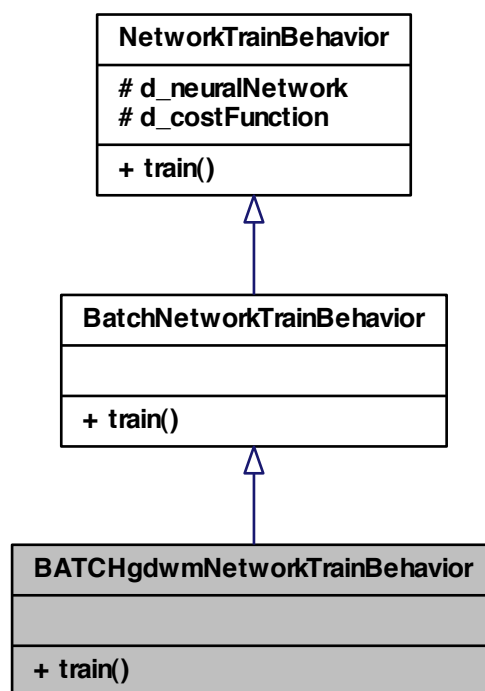 NetworkTrainBehavior
# d_neuralNetwork
# d_costFunction
+ train()
BatchNetworkTrainBehavior
+ train()
BATCHgdwmNetworkTrainBehavior
+ train()